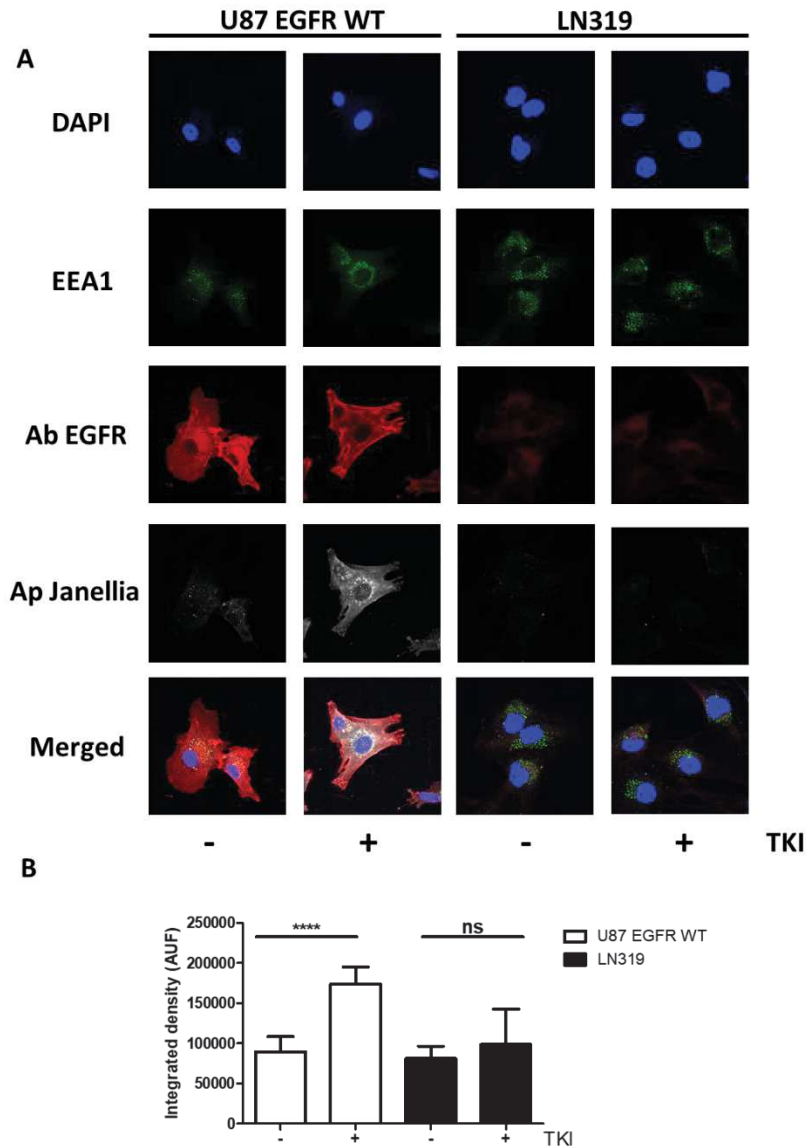 U87 EGFR WT LN319
A
DAPI
EEA1
Ab EGFR
Ap Janellia
Merged
- + - + TKI
B
250000
200000
150000
100000
50000
0
Integrated density (AUF)
**** ns
U87 EGFR WT
LN319
- + - + TKI